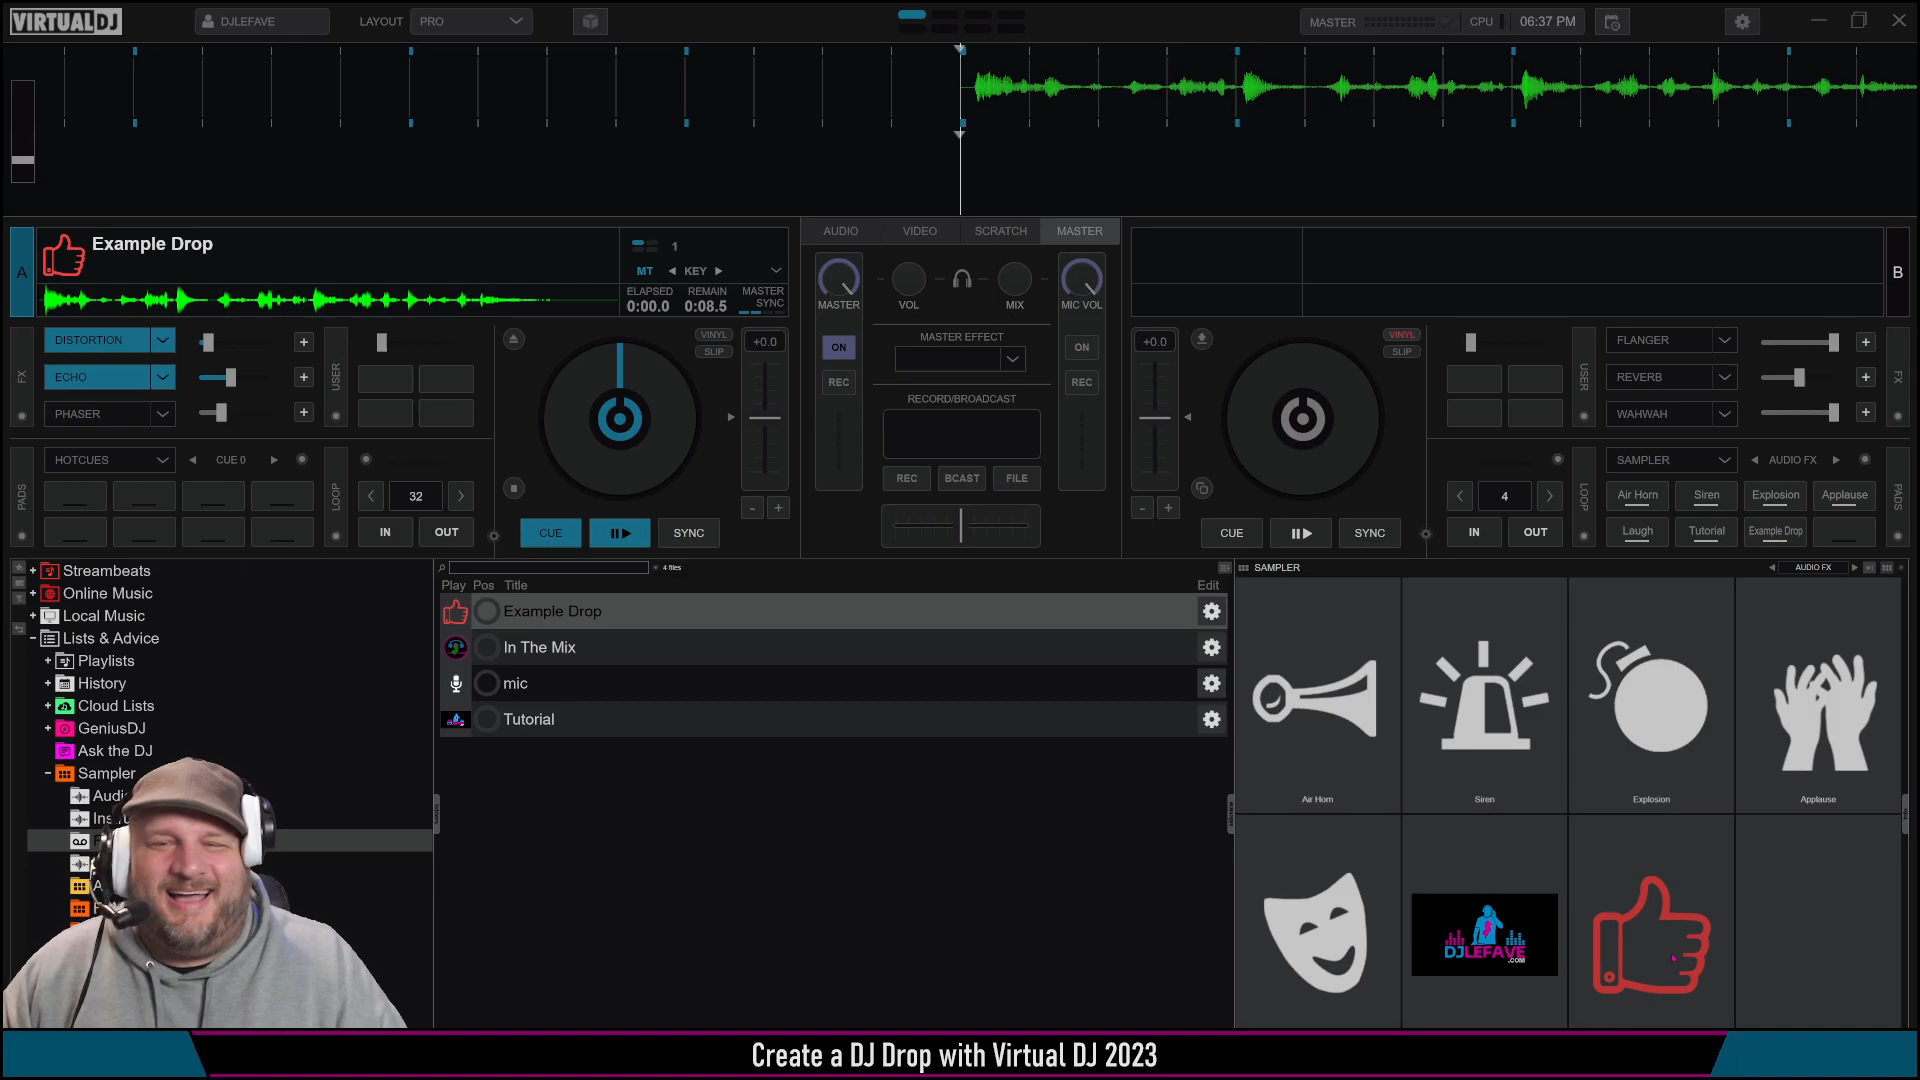 VIRTUALDJ
DJLEFAVE
LAYOUT
PRO
MASTER
CPU
06:37 PM
A
Example Drop
1
MT
KEY
ELAPSED
0:00.0
REMAIN
0:08.5
MASTER
SYNC
AUDIO
VIDEO
SCRATCH
MASTER
MASTER
VOL
MIX
MIC VOL
ON
REC
MASTER EFFECT
ON
REC
RECORD/BROADCAST
REC
BCAST
FILE
B
FX
DISTORTION
ECHO
PHASER
USER
VINYL
SLIP
+0.0
PADS
HOTCUES
CUE 0
LOOP
32
IN
OUT
CUE
SYNC
-
+
+0.0
VINYL
SLIP
USER
FLANGER
REVERB
WAHWAH
FX
-
+
CUE
SYNC
4
IN
OUT
LOOP
SAMPLER
AUDIO FX
Air Horn
Siren
Explosion
Applause
Laugh
Tutorial
Example Drop
PADS
Streambeats
Online Music
Local Music
Lists & Advice
Playlists
History
Cloud Lists
GeniusDJ
Ask the DJ
Sampler
4 files
Play
Pos
Title
Edit
Example Drop
In The Mix
mic
Tutorial
SAMPLER
AUDIO FX
Air Horn
Siren
Explosion
Applause
DJLEFAVE
.COM
Create a DJ Drop with Virtual DJ 2023